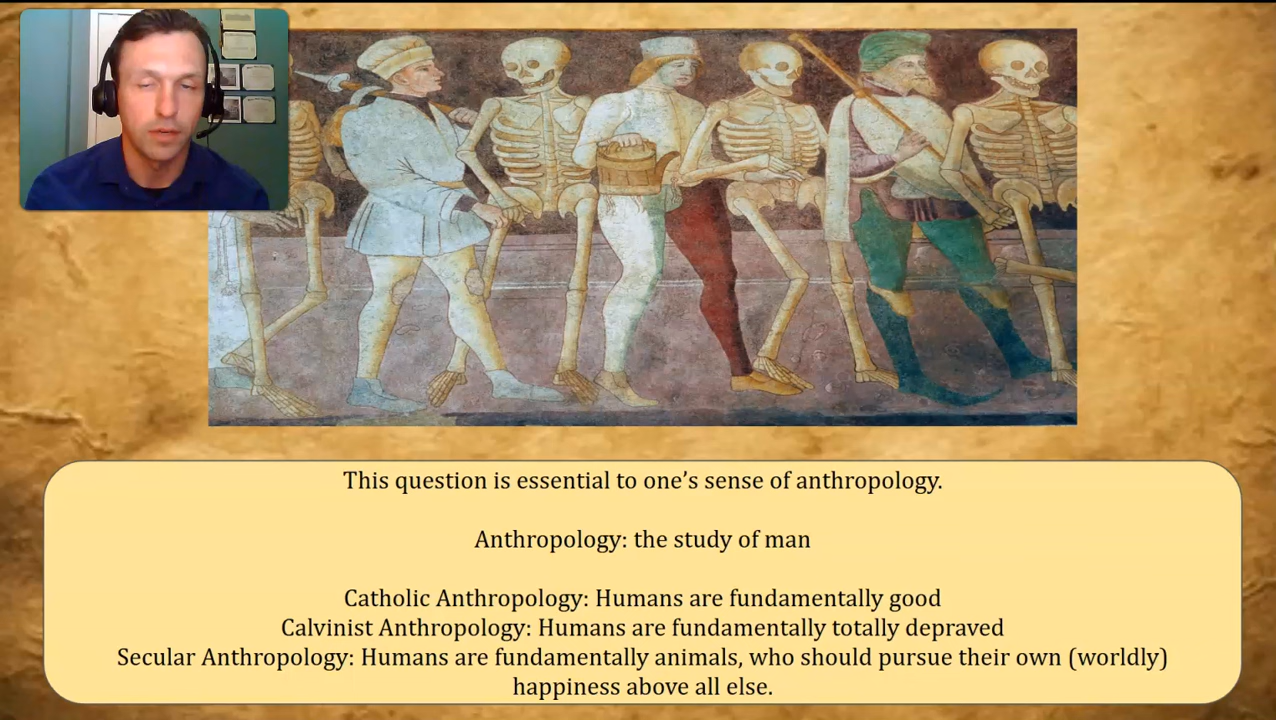 This question is essential to one’s sense of anthropology.
Anthropology: the study of man
Catholic Anthropology: Humans are fundamentally good
Calvinist Anthropology: Humans are fundamentally totally depraved
Secular Anthropology: Humans are fundamentally animals, who should pursue their own (worldly)
happiness above all else.